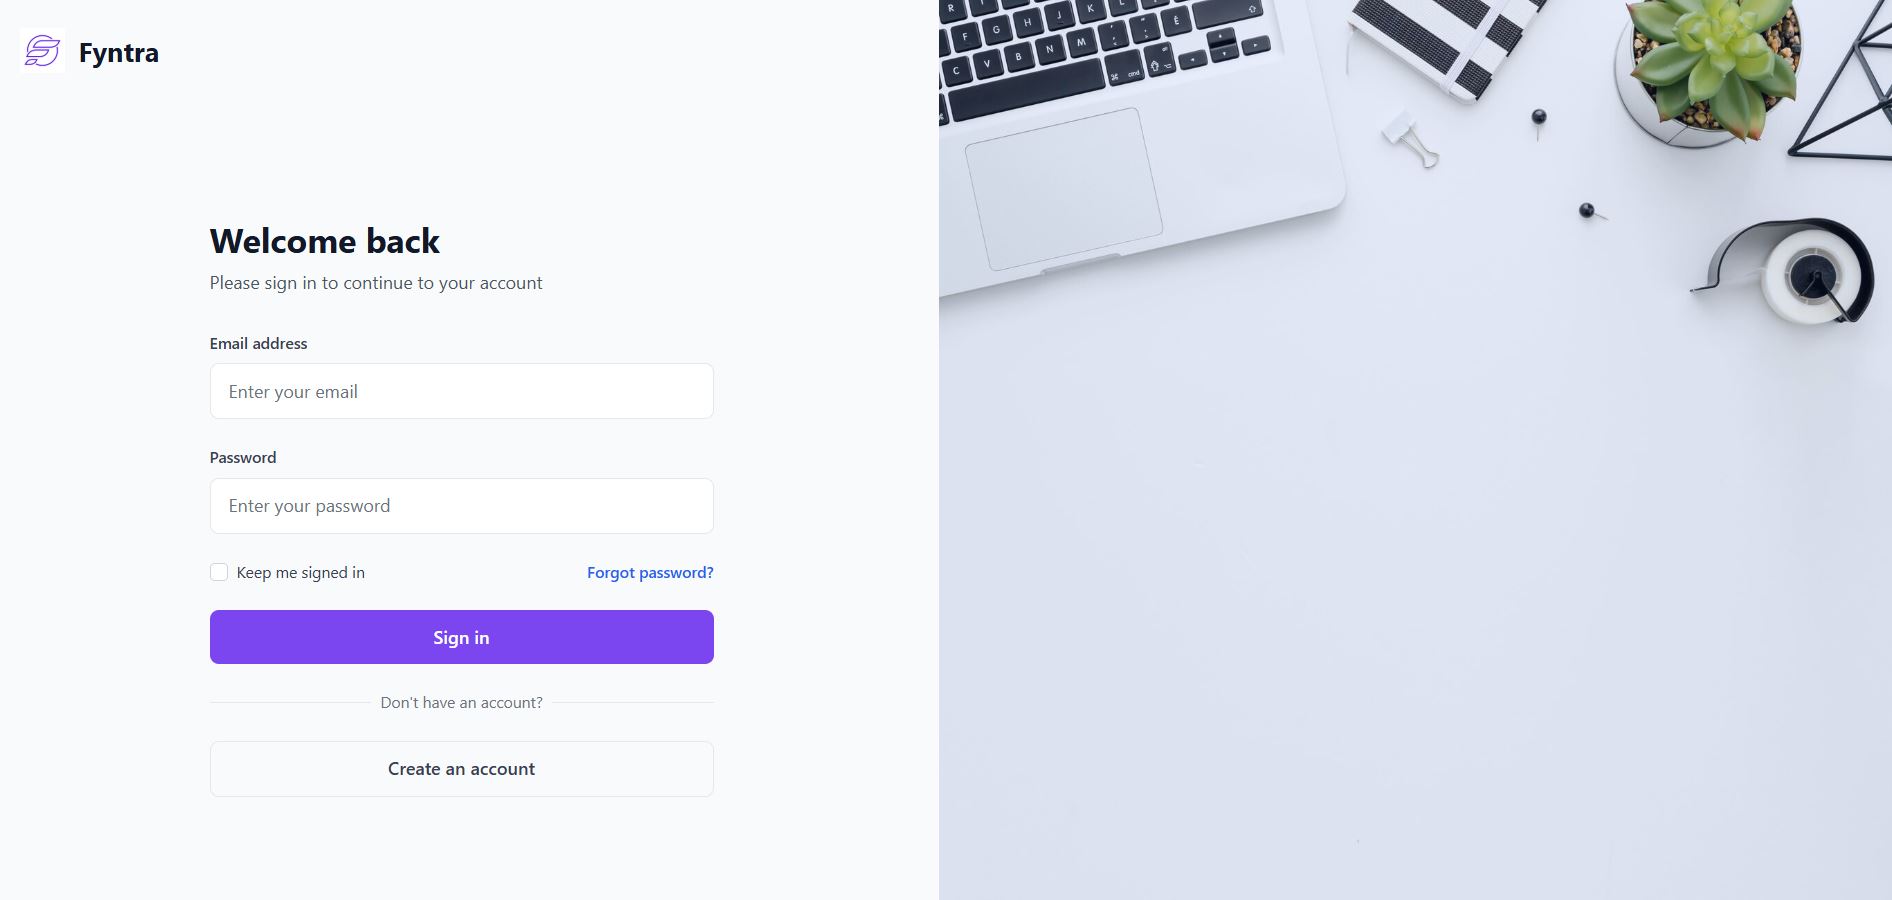 Fyntra
Welcome back
Please sign in to continue to your account
Email address
Enter your email
Password
Enter your password
Keep me signed in
Forgot password?
Sign in
Don't have an account?
Create an account
R I J K L
F G H J K É
C V B N M
⌘ cmd